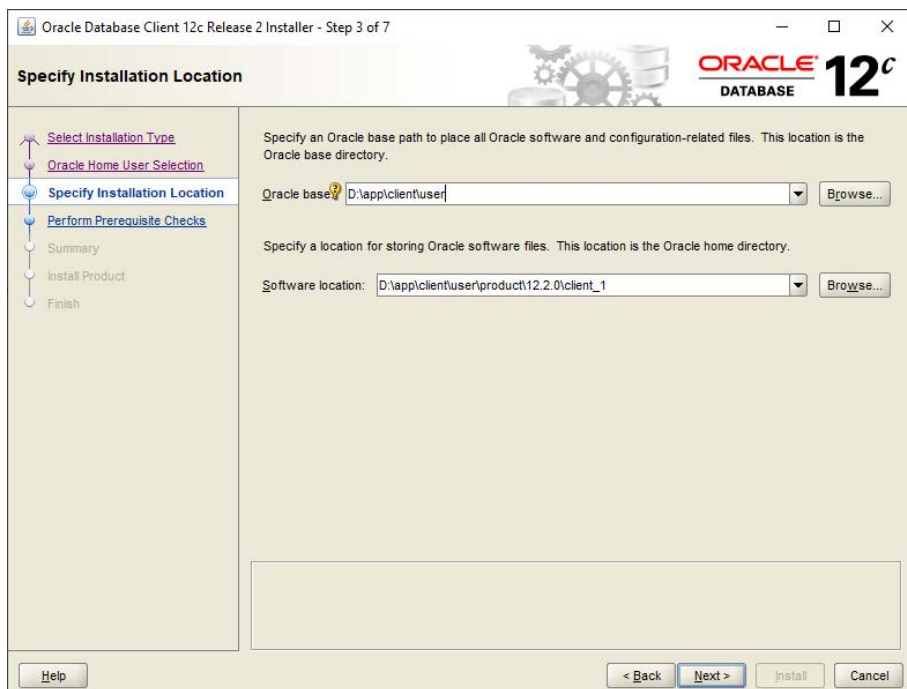 Oracle Database Client 12c Release 2 Installer - Step 3 of 7
Specify Installation Location
ORACLE
DATABASE
12c
Select Installation Type
Oracle Home User Selection
Specify Installation Location
Perform Prerequisite Checks
Summary
Install Product
Finish
Specify an Oracle base path to place all Oracle software and configuration-related files. This location is the
Oracle base directory.
Oracle base: D:\app\client\user Browse...
Specify a location for storing Oracle software files. This location is the Oracle home directory.
Software location: D:\app\client\user\product\12.2.0\client_1 Browse...
Help < Back Next > Install Cancel